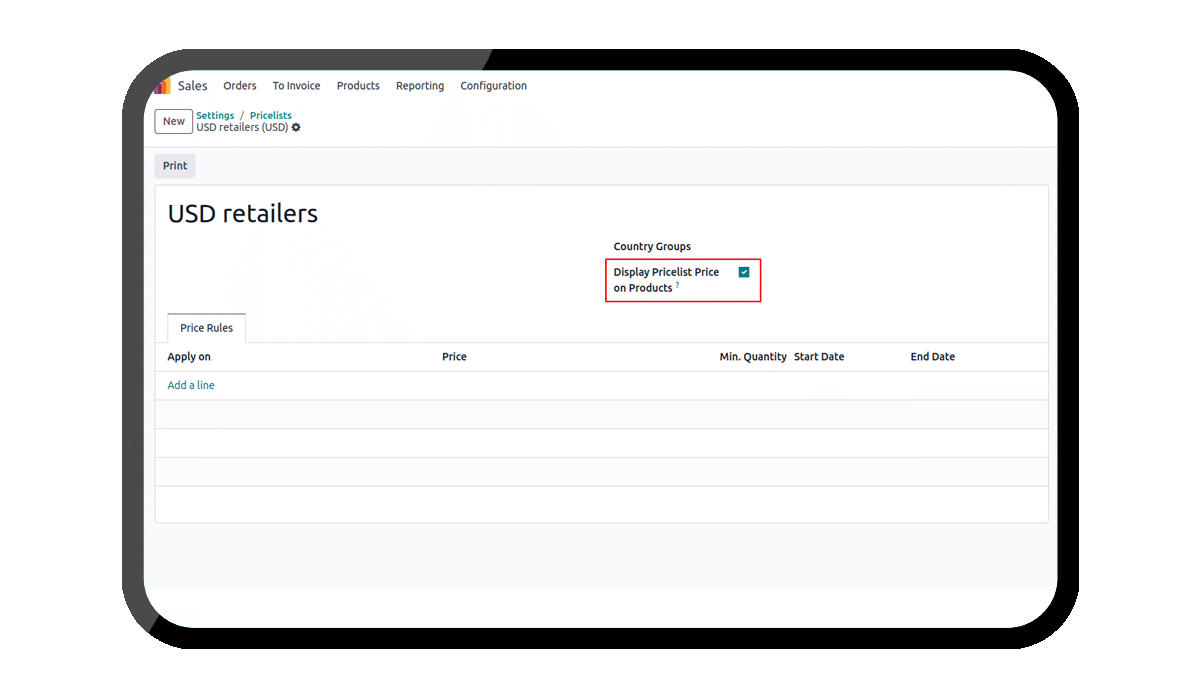 Sales Orders To Invoice Products Reporting Configuration
New
Settings / Pricelists
USD retailers (USD)
Print
USD retailers
Country Groups
Display Pricelist Price
on Products ?
Price Rules
Apply on Price Min. Quantity Start Date End Date
Add a line